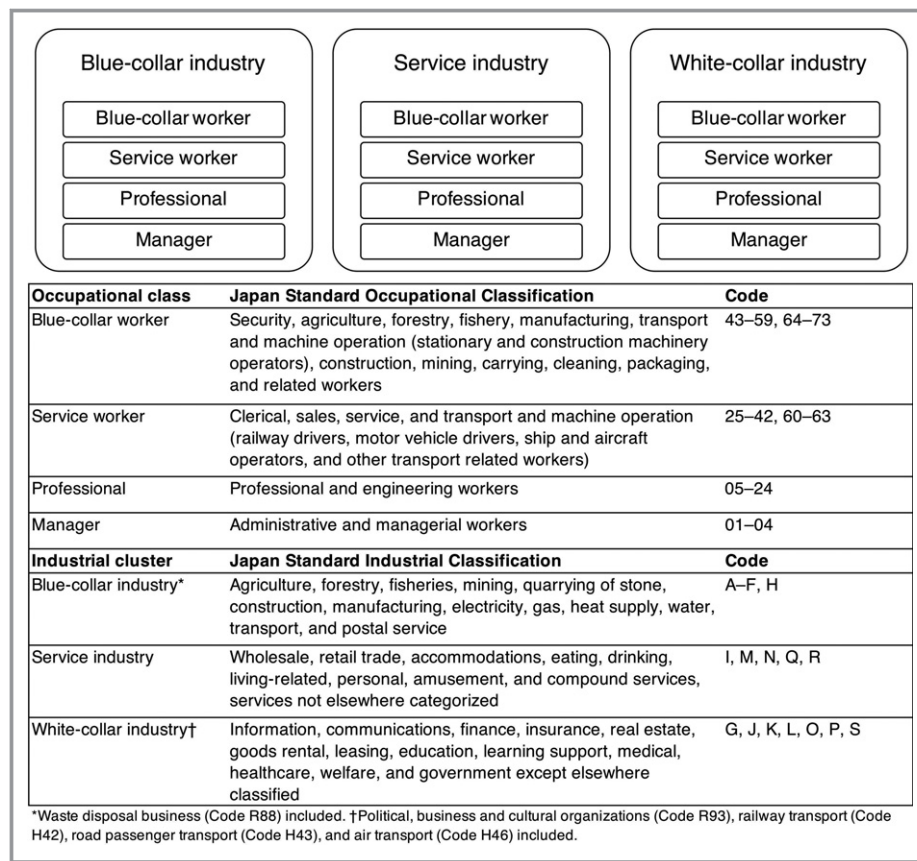 Blue-collar industry
Blue-collar worker
Service worker
Professional
Manager
Service industry
Blue-collar worker
Service worker
Professional
Manager
White-collar industry
Blue-collar worker
Service worker
Professional
Manager
Occupational class Japan Standard Occupational Classification Code
Blue-collar worker Security, agriculture, forestry, fishery, manufacturing, transport 43–59, 64–73
and machine operation (stationary and construction machinery
operators), construction, mining, carrying, cleaning, packaging,
and related workers
Service worker Clerical, sales, service, and transport and machine operation 25–42, 60–63
(railway drivers, motor vehicle drivers, ship and aircraft
operators, and other transport related workers)
Professional Professional and engineering workers 05–24
Manager Administrative and managerial workers 01–04
Industrial cluster Japan Standard Industrial Classification Code
Blue-collar industry* Agriculture, forestry, fisheries, mining, quarrying of stone, A–F, H
construction, manufacturing, electricity, gas, heat supply, water,
transport, and postal service
Service industry Wholesale, retail trade, accommodations, eating, drinking, I, M, N, Q, R
living-related, personal, amusement, and compound services,
services not elsewhere categorized
White-collar industry† Information, communications, finance, insurance, real estate, G, J, K, L, O, P, S
goods rental, leasing, education, learning support, medical,
healthcare, welfare, and government except elsewhere
classified
*Waste disposal business (Code R88) included. †Political, business and cultural organizations (Code R93), railway transport (Code
H42), road passenger transport (Code H43), and air transport (Code H46) included.